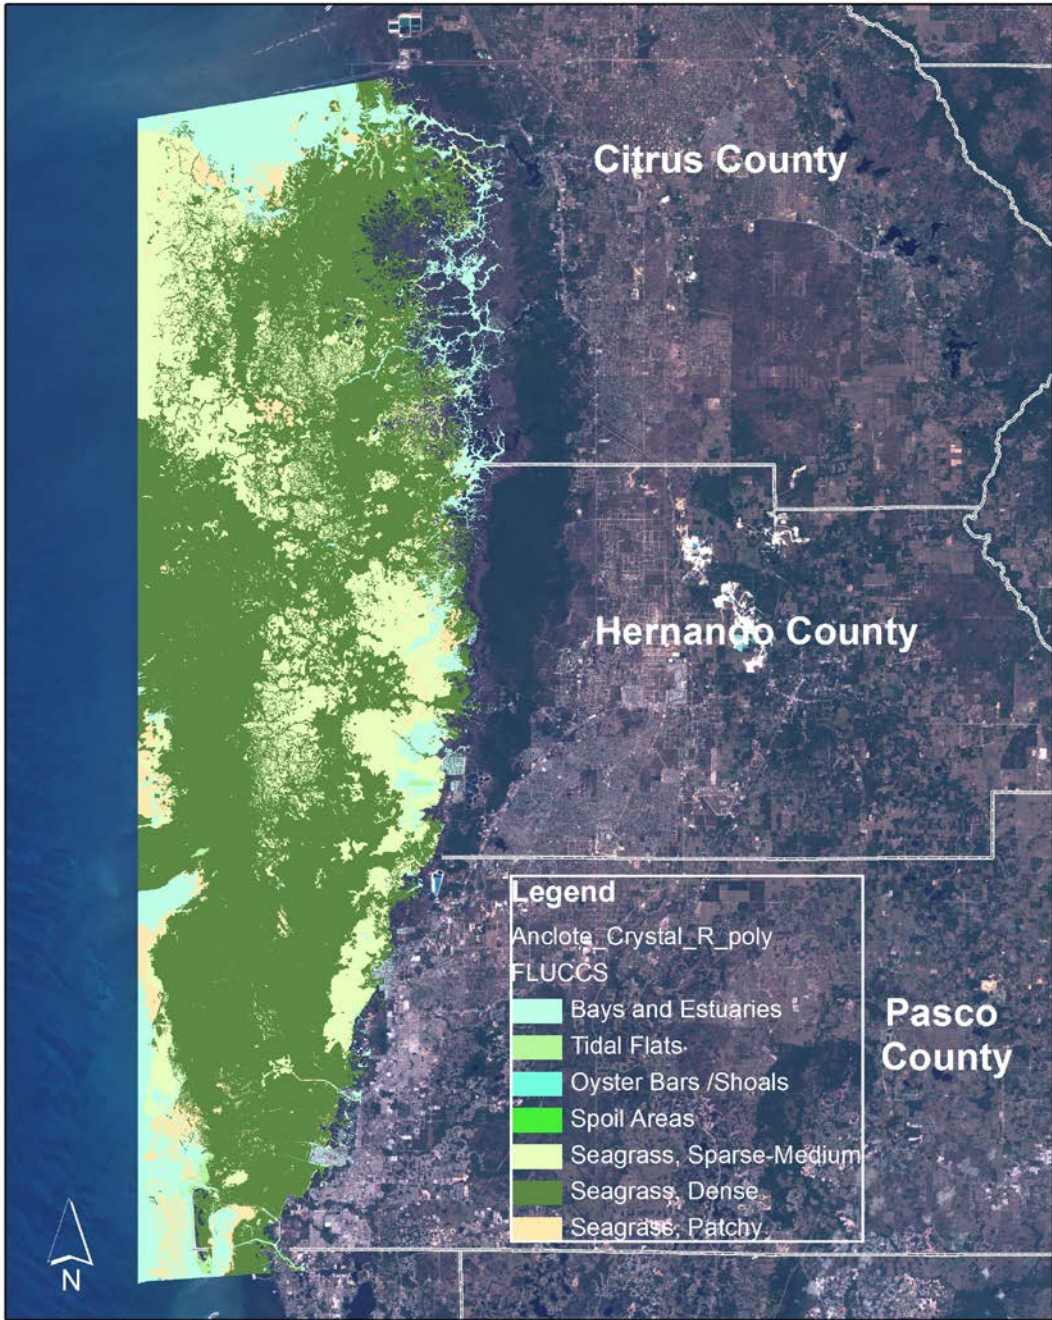 Citrus County
Hernando County
Legend
Anclote_Crystal_R_poly
FLUCCS
Bays and Estuaries
Tidal Flats
Oyster Bars /Shoals
Spoil Areas
Seagrass, Sparse-Medium
Seagrass, Dense
Seagrass, Patchy
Pasco
County
N